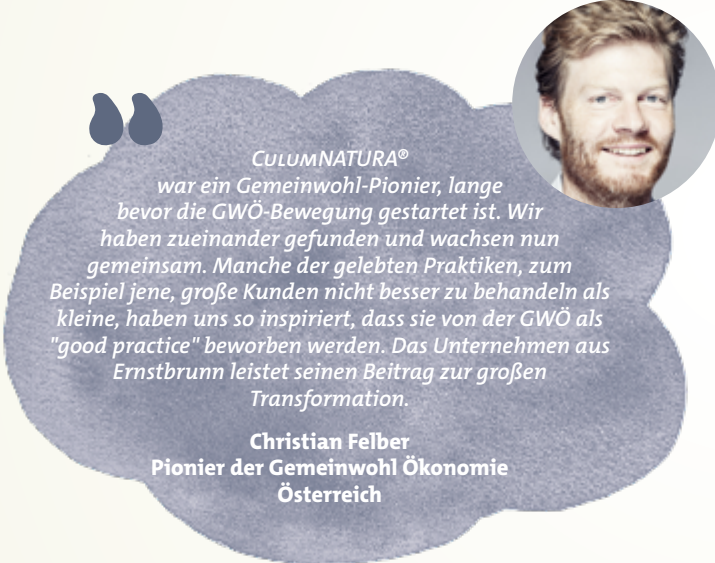 CULUMNATURA®
war ein Gemeinwohl-Pionier, lange
bevor die GWÖ-Bewegung gestartet ist. Wir
haben zueinander gefunden und wachsen nun
gemeinsam. Manche der gelebten Praktiken, zum
Beispiel jene, große Kunden nicht besser zu behandeln als
kleine, haben uns so inspiriert, dass sie von der GWÖ als
"good practice" beworben werden. Das Unternehmen aus
Ernstbrunn leistet seinen Beitrag zur großen
Transformation.
Christian Felber
Pionier der Gemeinwohl Ökonomie
Österreich